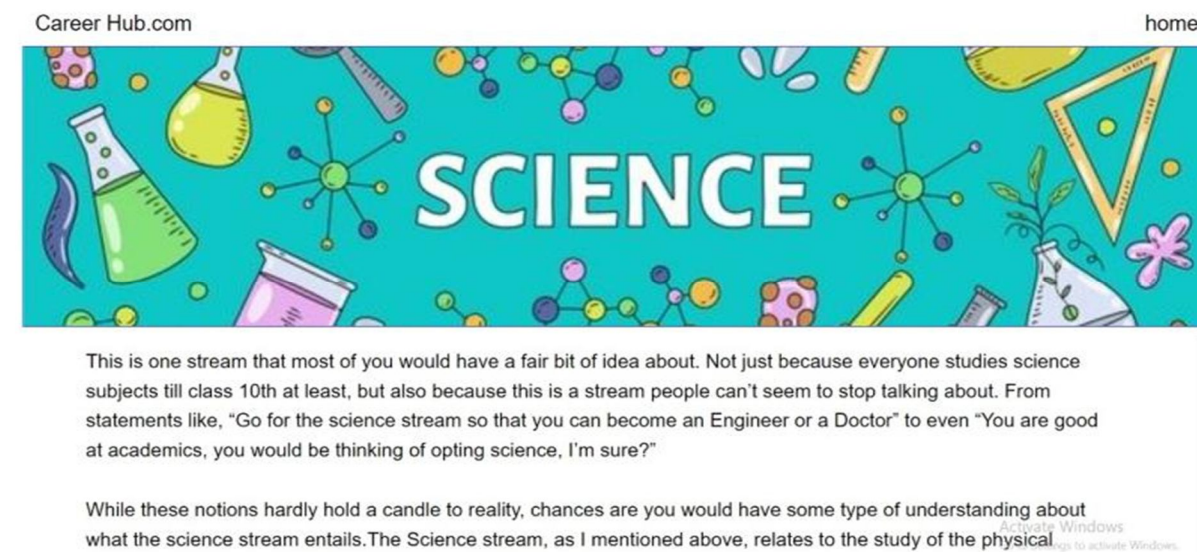 Career Hub.com
home
SCIENCE
This is one stream that most of you would have a fair bit of idea about. Not just because everyone studies science
subjects till class 10th at least, but also because this is a stream people can’t seem to stop talking about. From
statements like, “Go for the science stream so that you can become an Engineer or a Doctor” to even “You are good
at academics, you would be thinking of opting science, I’m sure?”
While these notions hardly hold a candle to reality, chances are you would have some type of understanding about
Activate Windows
what the science stream entails.The Science stream, as I mentioned above, relates to the study of the physical
to activate Windows.